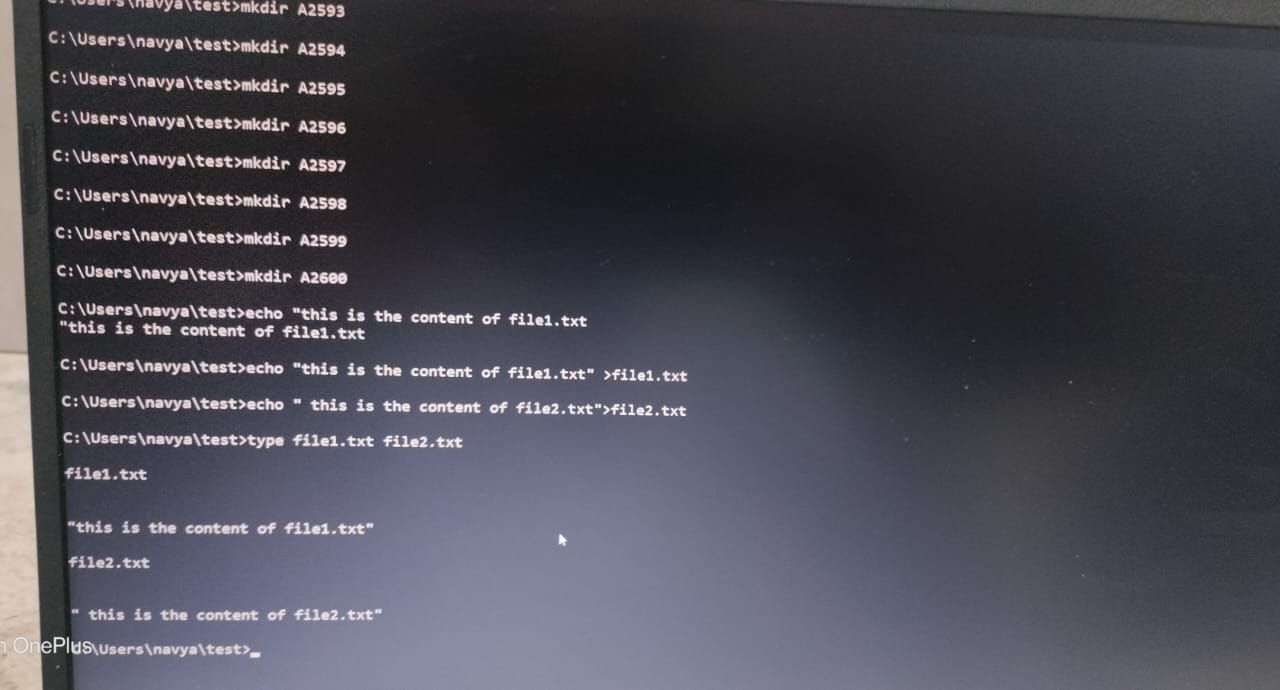 C:\Users\navya\test>mkdir A2593
C:\Users\navya\test>mkdir A2594
C:\Users\navya\test>mkdir A2595
C:\Users\navya\test>mkdir A2596
C:\Users\navya\test>mkdir A2597
C:\Users\navya\test>mkdir A2598
C:\Users\navya\test>mkdir A2599
C:\Users\navya\test>mkdir A2600
C:\Users\navya\test>echo "this is the content of file1.txt
"this is the content of file1.txt
C:\Users\navya\test>echo "this is the content of file1.txt" >file1.txt
C:\Users\navya\test>echo " this is the content of file2.txt">file2.txt
C:\Users\navya\test>type file1.txt file2.txt
file1.txt
"this is the content of file1.txt"
file2.txt
" this is the content of file2.txt"
OnePlus
\Users\navya\test>_